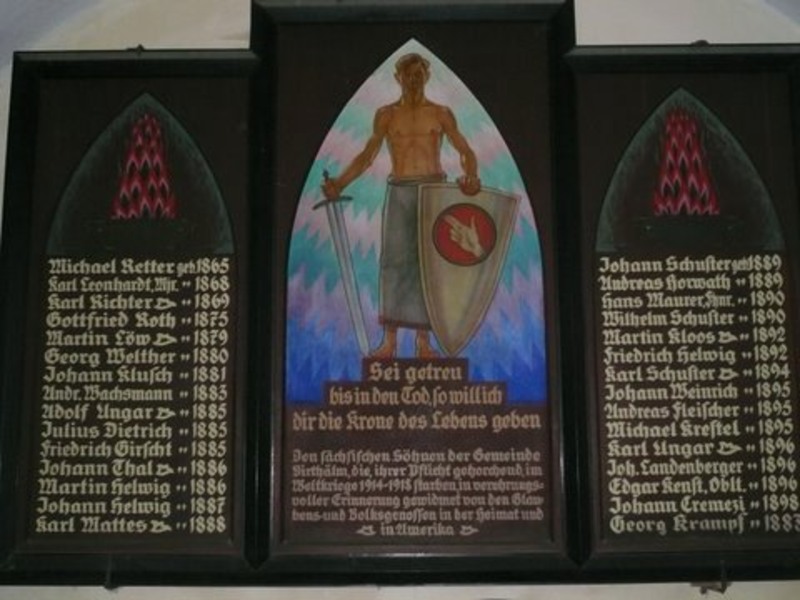 Michael Retter geb. 1865
Karl Leonhardt, Mjr. " 1868
Karl Richter " 1869
Gottfried Roth " 1875
Martin Löw " 1879
Georg Welther " 1880
Johann Klusch " 1881
Andr. Wachsmann " 1883
Adolf Ungar " 1885
Julius Dietrich " 1885
Friedrich Girscht " 1885
Johann Thal " 1886
Martin Helwig " 1886
Johann Helwig " 1887
Karl Mattes " 1888
Sei getreu
bis in den Tod, so will ich
dir die Krone des Lebens geben
Den sächsischen Söhnen der Gemeinde
Birthälm, die, ihrer Pflicht gehorchend, im
Weltkriege 1914-1918 starben, in verehrungs-
voller Erinnerung gewidmet von den Glau-
bens- und Volksgenossen in der Heimat und
in Amerika
Johann Schuster geb. 1889
Andreas Horwath " 1889
Hans Maurer, " 1890
Wilhelm Schuster " 1890
Martin Kloos " 1892
Friedrich Helwig " 1892
Karl Schuster " 1894
Johann Weinrich " 1895
Andreas Fleischer " 1895
Michael Krestel " 1895
Karl Ungar " 1896
Joh. Landenberger " 1896
Edgar Kenst, Oblt. " 1896
Johann Cremezi " 1898
Georg Krampf " 1883